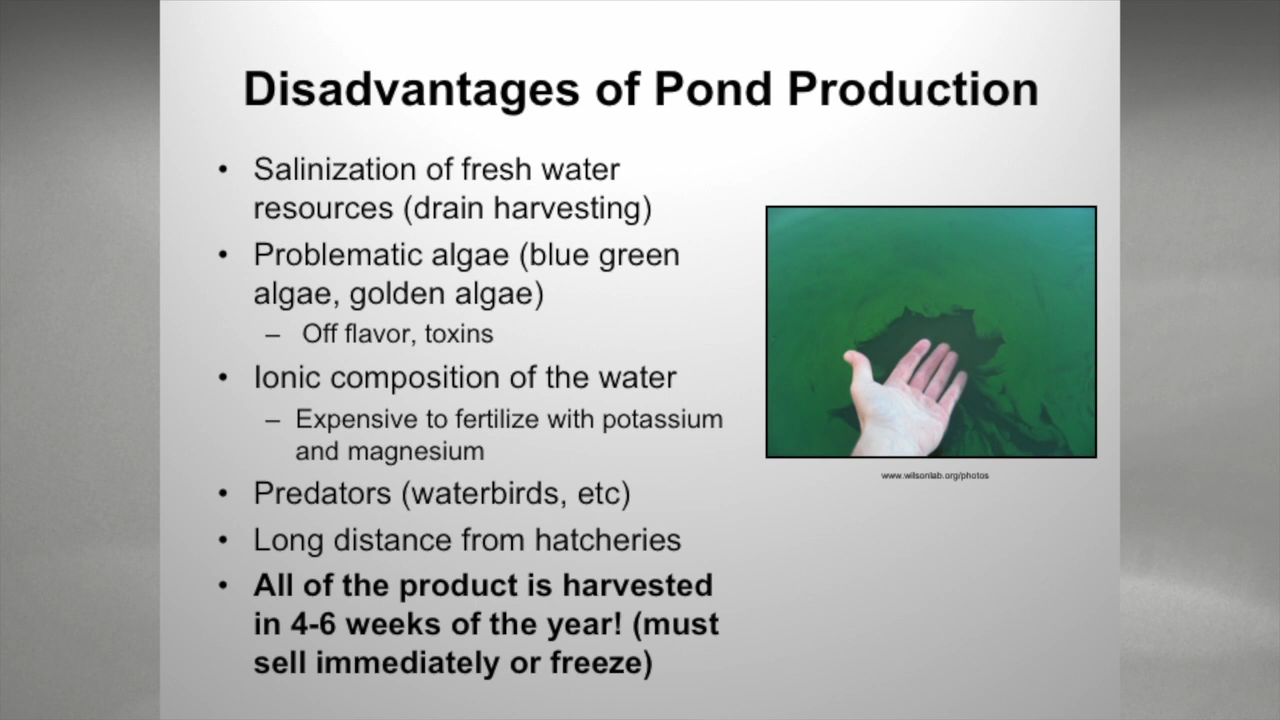 Disadvantages of Pond Production
• Salinization of fresh water
resources (drain harvesting)
• Problematic algae (blue green
algae, golden algae)
– Off flavor, toxins
• Ionic composition of the water
– Expensive to fertilize with potassium
and magnesium
• Predators (waterbirds, etc)
• Long distance from hatcheries
• All of the product is harvested
in 4-6 weeks of the year! (must
sell immediately or freeze)
www.wilsonlab.org/photos